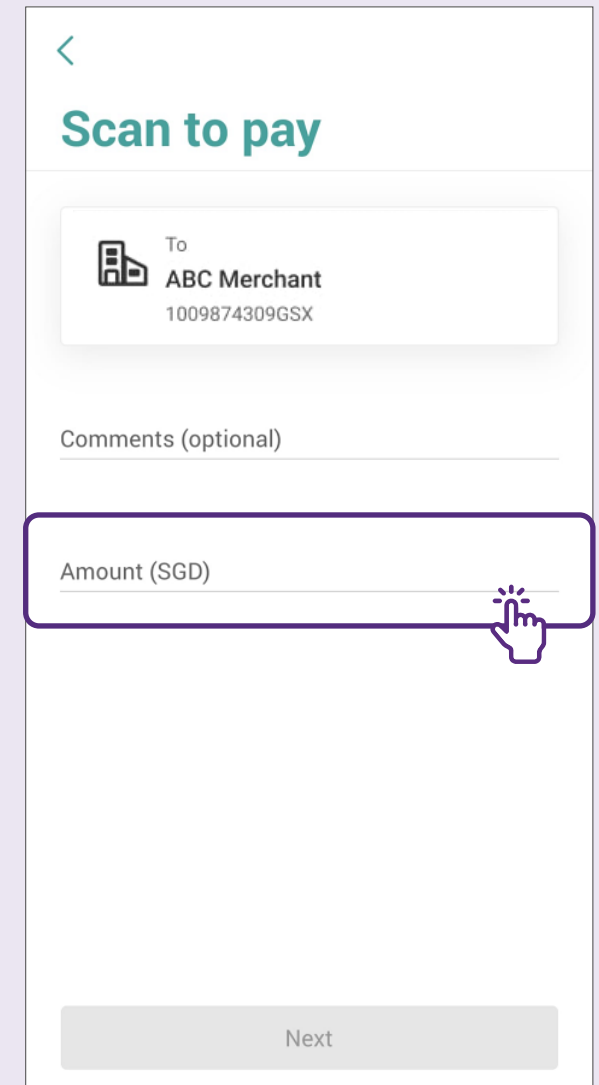 Scan to pay
To
ABC Merchant
1009874309GSX
Comments (optional)
Amount (SGD)
Next